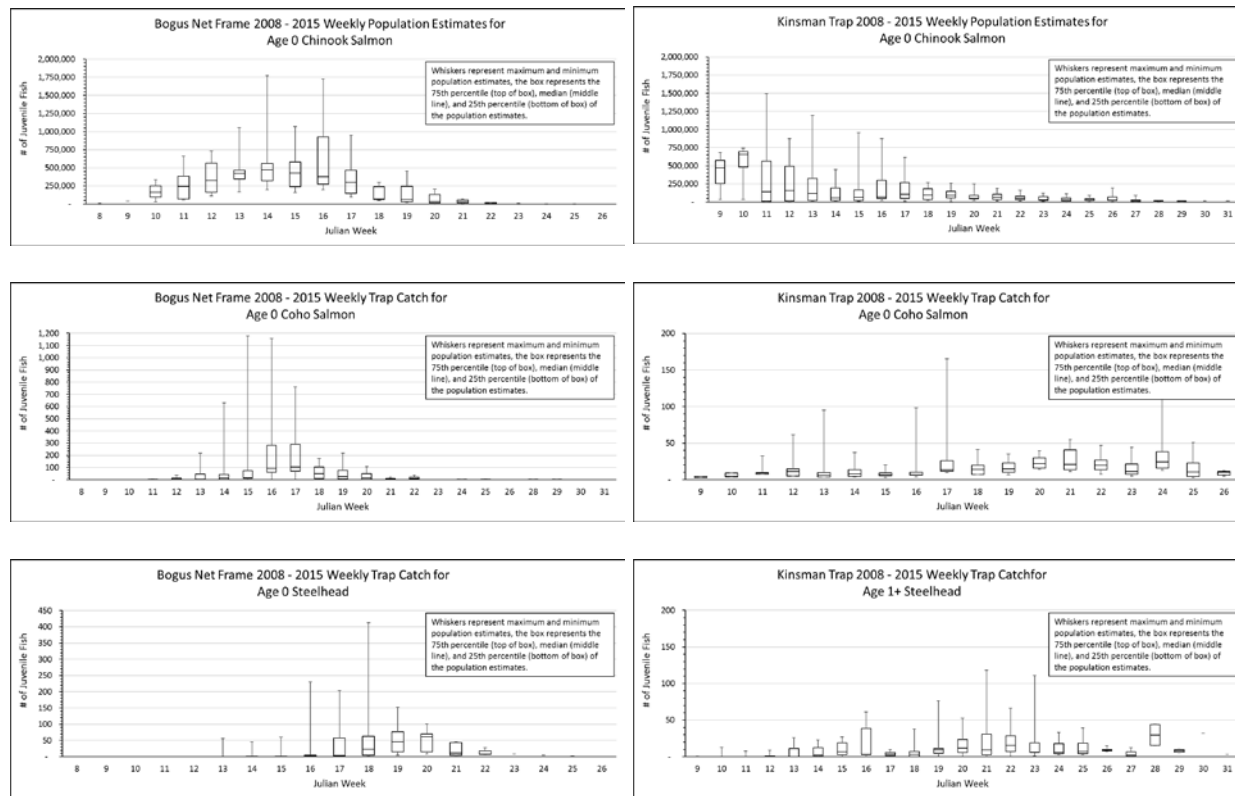 Bogus Net Frame 2008 - 2015 Weekly Population Estimates for
Age 0 Chinook Salmon
2,000,000
1,750,000
1,500,000
1,250,000
1,000,000
750,000
500,000
250,000
-
# of Juvenile Fish
Whiskers represent maximum and minimum
population estimates, the box represents the
75th percentile (top of box), median (middle
line), and 25th percentile (bottom of box) of
the population estimates.
8 9 10 11 12 13 14 15 16 17 18 19 20 21 22 23 24 25 26
Julian Week
Kinsman Trap 2008 - 2015 Weekly Population Estimates for
Age 0 Chinook Salmon
2,000,000
1,750,000
1,500,000
1,250,000
1,000,000
750,000
500,000
250,000
-
# of Juvenile Fish
Whiskers represent maximum and minimum
population estimates, the box represents the
75th percentile (top of box), median (middle
line), and 25th percentile (bottom of box) of
the population estimates.
9 10 11 12 13 14 15 16 17 18 19 20 21 22 23 24 25 26 27 28 29 30 31
Julian Week
Bogus Net Frame 2008 - 2015 Weekly Trap Catch for
Age 0 Coho Salmon
1,200
1,100
1,000
900
800
700
600
500
400
300
200
100
-
# of Juvenile Fish
Whiskers represent maximum and minimum
population estimates, the box represents the
75th percentile (top of box), median (middle
line), and 25th percentile (bottom of box) of
the population estimates.
8 9 10 11 12 13 14 15 16 17 18 19 20 21 22 23 24 25 26 27 28 29 30 31
Julian Week
Kinsman Trap 2008 - 2015 Weekly Trap Catch for
Age 0 Coho Salmon
200
150
100
50
-
# of Juvenile Fish
Whiskers represent maximum and minimum
population estimates, the box represents the
75th percentile (top of box), median (middle
line), and 25th percentile (bottom of box) of
the population estimates.
9 10 11 12 13 14 15 16 17 18 19 20 21 22 23 24 25 26
Julian Week
Bogus Net Frame 2008 - 2015 Weekly Trap Catch for
Age 0 Steelhead
450
400
350
300
250
200
150
100
50
-
# of Juvenile Fish
Whiskers represent maximum and minimum
population estimates, the box represents the
75th percentile (top of box), median (middle
line), and 25th percentile (bottom of box) of
the population estimates.
8 9 10 11 12 13 14 15 16 17 18 19 20 21 22 23 24 25 26
Julian Week
Kinsman Trap 2008 - 2015 Weekly Trap Catchfor
Age 1+ Steelhead
200
150
100
50
-
# of Juvenile Fish
Whiskers represent maximum and minimum
population estimates, the box represents the
75th percentile (top of box), median (middle
line), and 25th percentile (bottom of box) of
the population estimates.
9 10 11 12 13 14 15 16 17 18 19 20 21 22 23 24 25 26 27 28 29 30 31
Julian Week